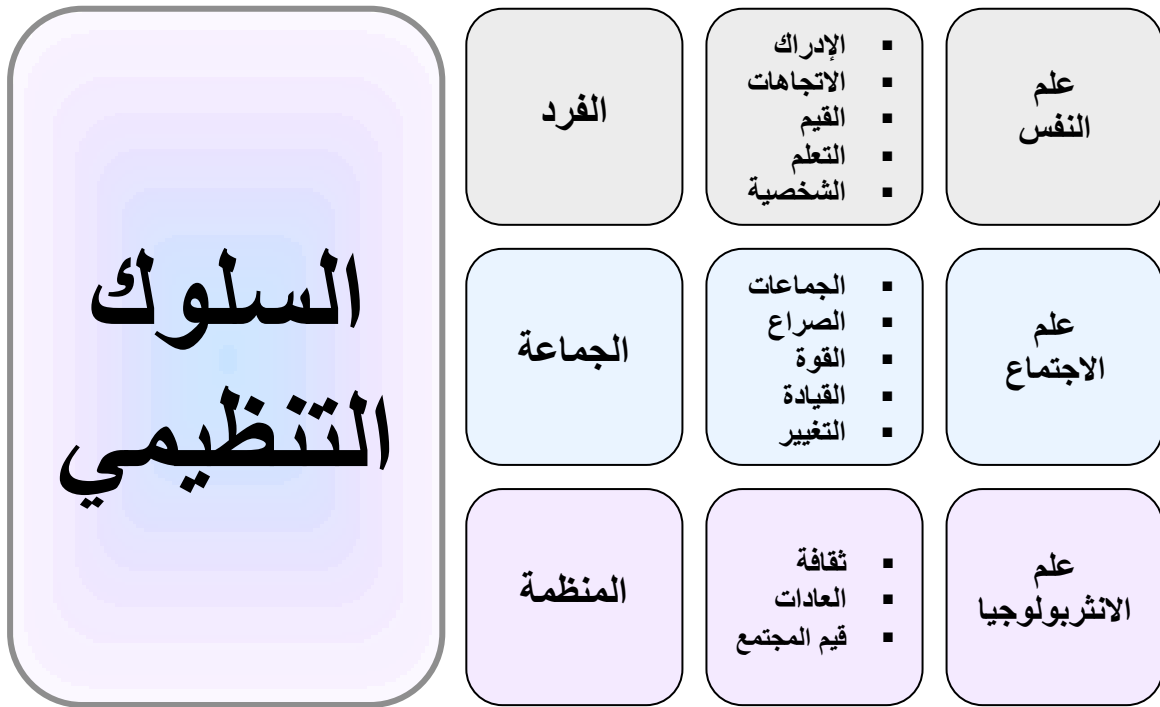 علم
النفس
▪ الإدراك
▪ الاتجاهات
▪ القيم
▪ التعلم
▪ الشخصية
الفرد
علم
الاجتماع
▪ الجماعات
▪ الصراع
▪ القوة
▪ القيادة
▪ التغيير
الجماعة
علم
الانثربولوجيا
▪ ثقافة
▪ العادات
▪ قيم المجتمع
المنظمة
السلوك
التنظيمي